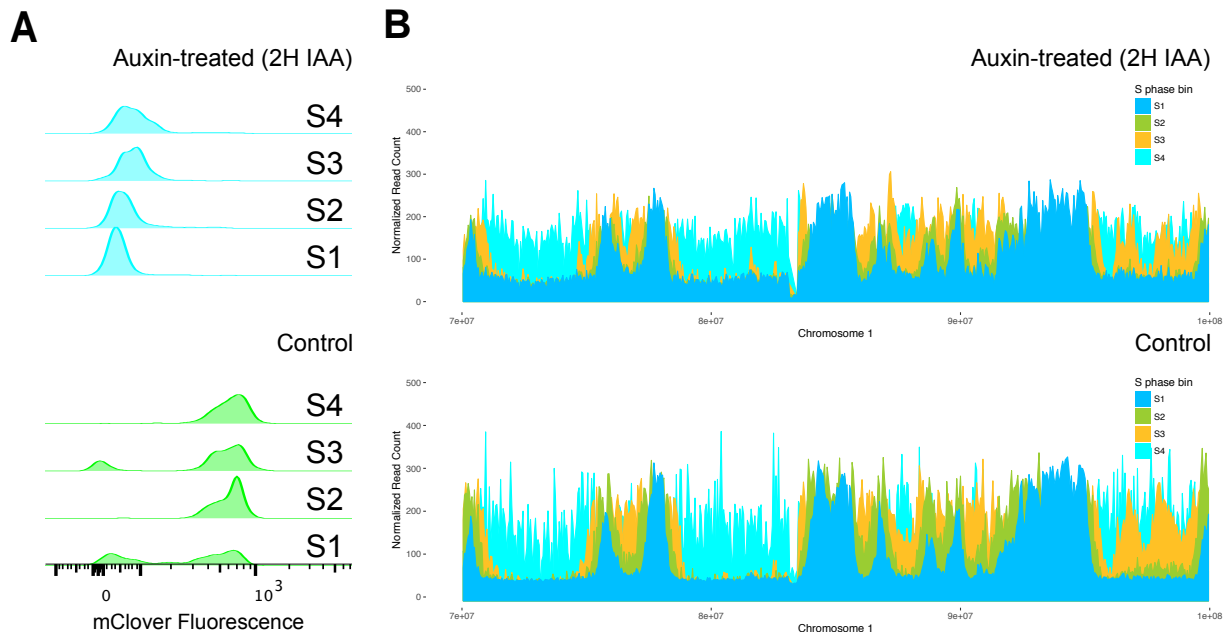 A
Auxin-treated (2H IAA)
S4
S3
S2
S1
Control
S4
S3
S2
S1
0 10³
mClover Fluorescence
B
Auxin-treated (2H IAA)
S phase bin
S1
S2
S3
S4
500
400
300
200
100
0
Normalized Read Count
7e+07 8e+07 9e+07 1e+08
Chromosome 1
Control
S phase bin
S1
S2
S3
S4
500
400
300
200
100
0
Normalized Read Count
7e+07 8e+07 9e+07 1e+08
Chromosome 1